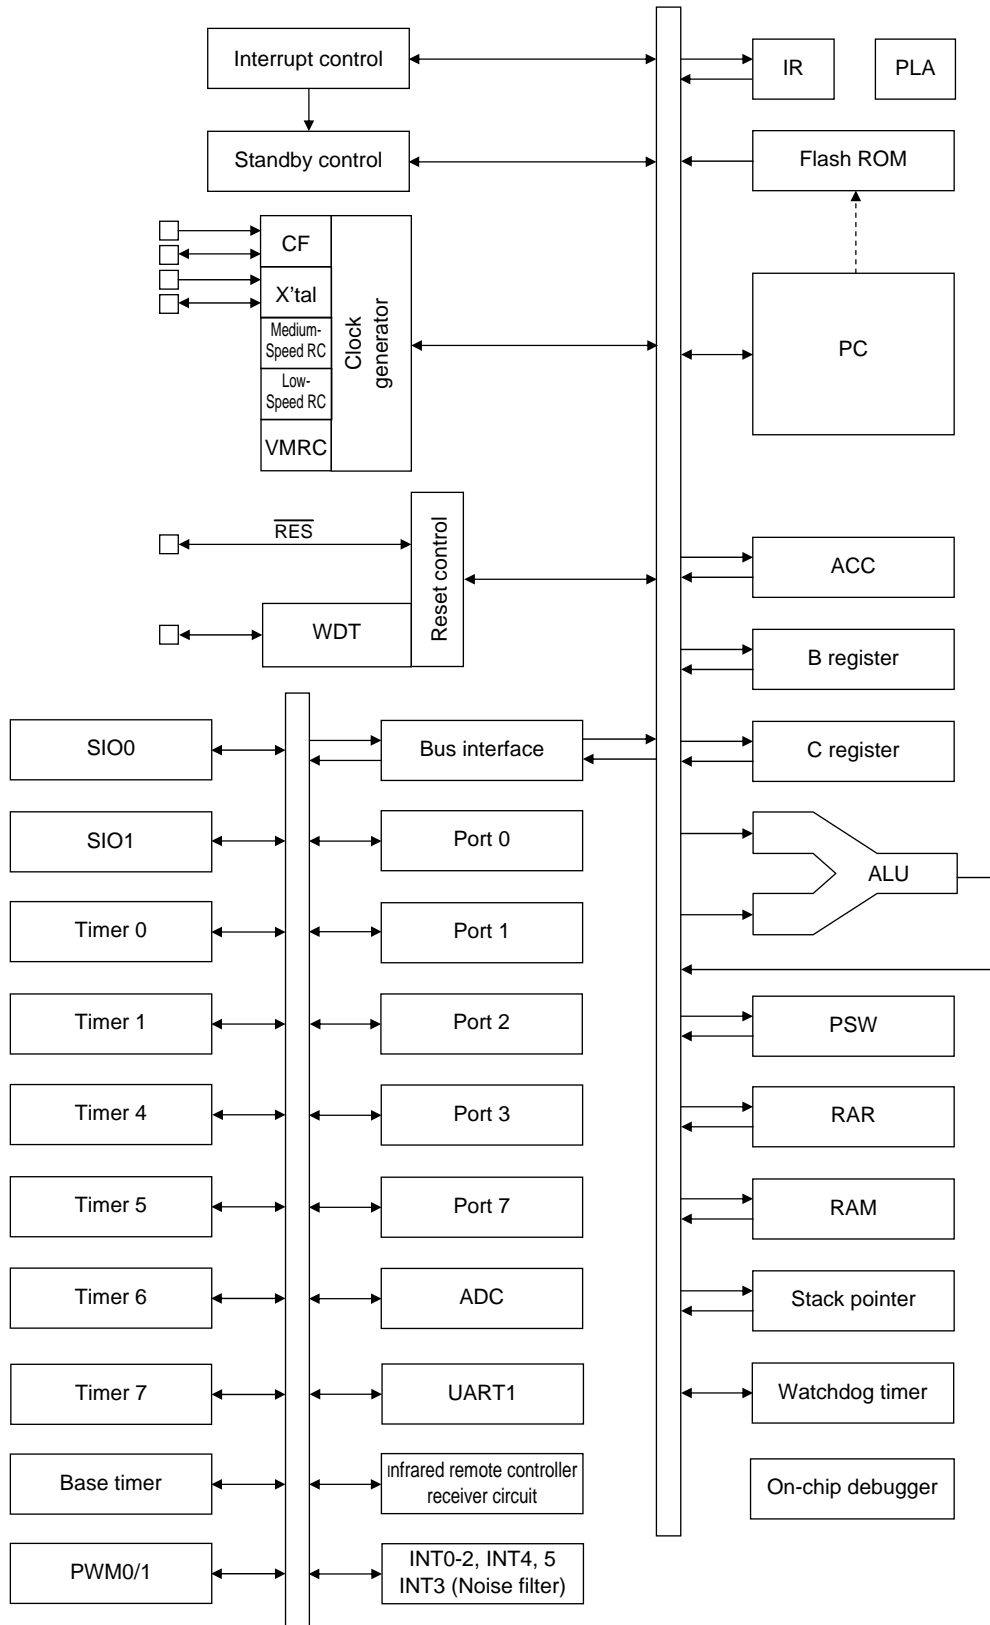 Interrupt control
IR
PLA
Standby control
Flash ROM
CF
X'tal
Medium-
Speed RC
Low-
Speed RC
VMRC
Clock
generator
PC
RES
Reset control
WDT
ACC
B register
SIO0
Bus interface
C register
SIO1
Port 0
ALU
Timer 0
Port 1
Timer 1
Port 2
PSW
Timer 4
Port 3
RAR
Timer 5
Port 7
RAM
Timer 6
ADC
Stack pointer
Timer 7
UART1
Watchdog timer
Base timer
Infrared remote controller
receiver circuit
On-chip debugger
PWM0/1
INT0-2, INT4, 5
INT3 (Noise filter)